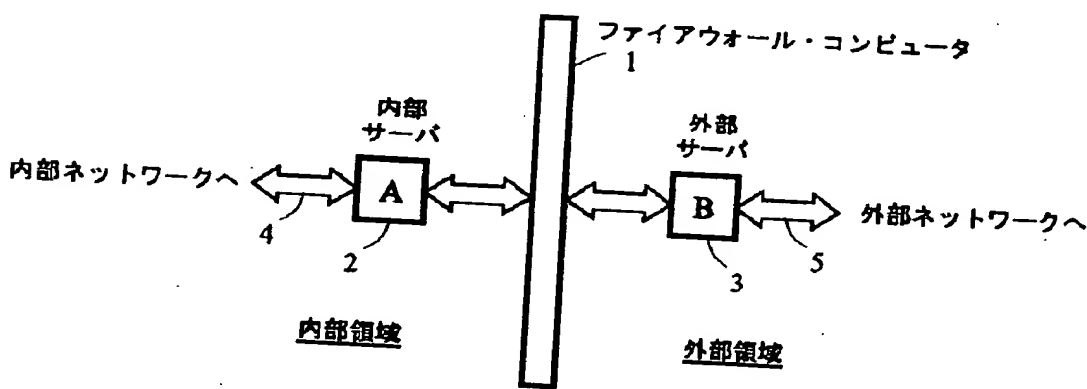 ファイアウォール・コンピュータ
1
内部
サーバ
外部
サーバ
内部ネットワークへ
A
B
外部ネットワークへ
4
2
3
5
内部領域
外部領域